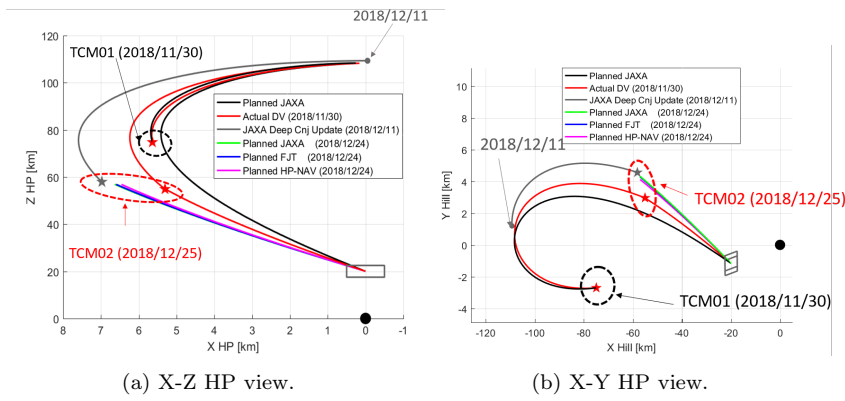 2018/12/11
120
100
80
60
40
20
0
Z HP [km]
8
7
6
5
4
3
2
1
0
-1
X HP [km]
TCM01 (2018/11/30)
TCM02 (2018/12/25)
Planned JAXA
Actual DV (2018/11/30)
JAXA Deep Cnj Update (2018/12/11)
Planned JAXA (2018/12/24)
Planned FJT (2018/12/24)
Planned HP-NAV (2018/12/24)
(a) X-Z HP view.
10
8
6
4
2
0
-2
-4
Y Hill [km]
-120
-100
-80
-60
-40
-20
0
X Hill [km]
Planned JAXA
Actual DV (2018/11/30)
JAXA Deep Cnj Update (2018/12/11)
Planned JAXA (2018/12/24)
Planned FJT (2018/12/24)
Planned HP-NAV (2018/12/24)
2018/12/11
TCM02 (2018/12/25)
TCM01 (2018/11/30)
(b) X-Y HP view.